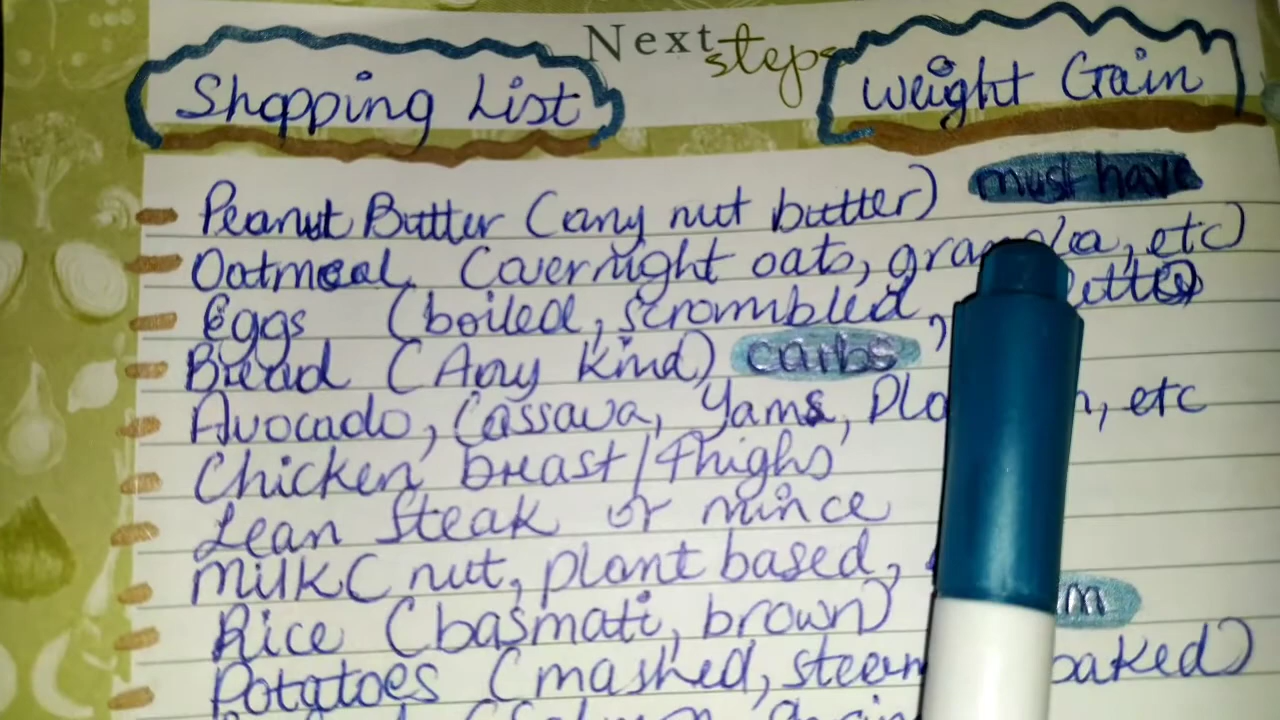 Next steps
Shopping List
Weight Gain
Peanut Butter (any nut butter) must have
Oatmeal (overnight oats, granola, etc)
Eggs (boiled, scrambled,
Bread (Any kind) carbs
Avocado, Cassava, Yams, etc
Chicken breast/Thighs
Lean Steak or mince
Milk (nut, plant based,
Rice (basmati, brown)
Potatoes (mashed, baked)
(Salmon,